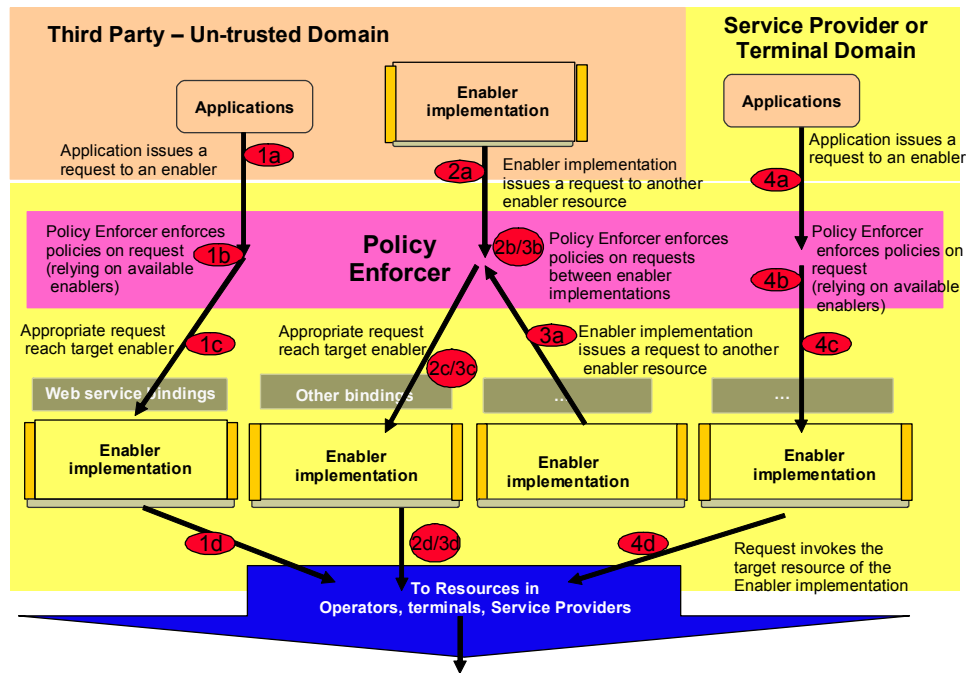 Third Party – Un-trusted Domain
Service Provider or
Terminal Domain
Applications
Enabler
implementation
Applications
Application issues a
request to an enabler
1a
2a
Enabler implementation
issues a request to another
enabler resource
4a
Application issues a
request to an enabler
Policy Enforcer enforces
policies on request
(relying on available
enablers)
1b
Policy
Enforcer
2b/3b
Policy Enforcer enforces
policies on requests
between enabler
implementations
4b
Policy Enforcer
enforces policies on
request
(relying on available
enablers)
Appropriate request
reach target enabler
1c
Appropriate request
reach target enabler
2c/3c
3a
Enabler implementation
issues a request to another
enabler resource
4c
Web service bindings
Other bindings
...
...
Enabler
implementation
Enabler
implementation
Enabler
implementation
Enabler
implementation
1d
2d/3d
4d
Request invokes the
target resource of the
Enabler implementation
To Resources in
Operators, terminals, Service Providers